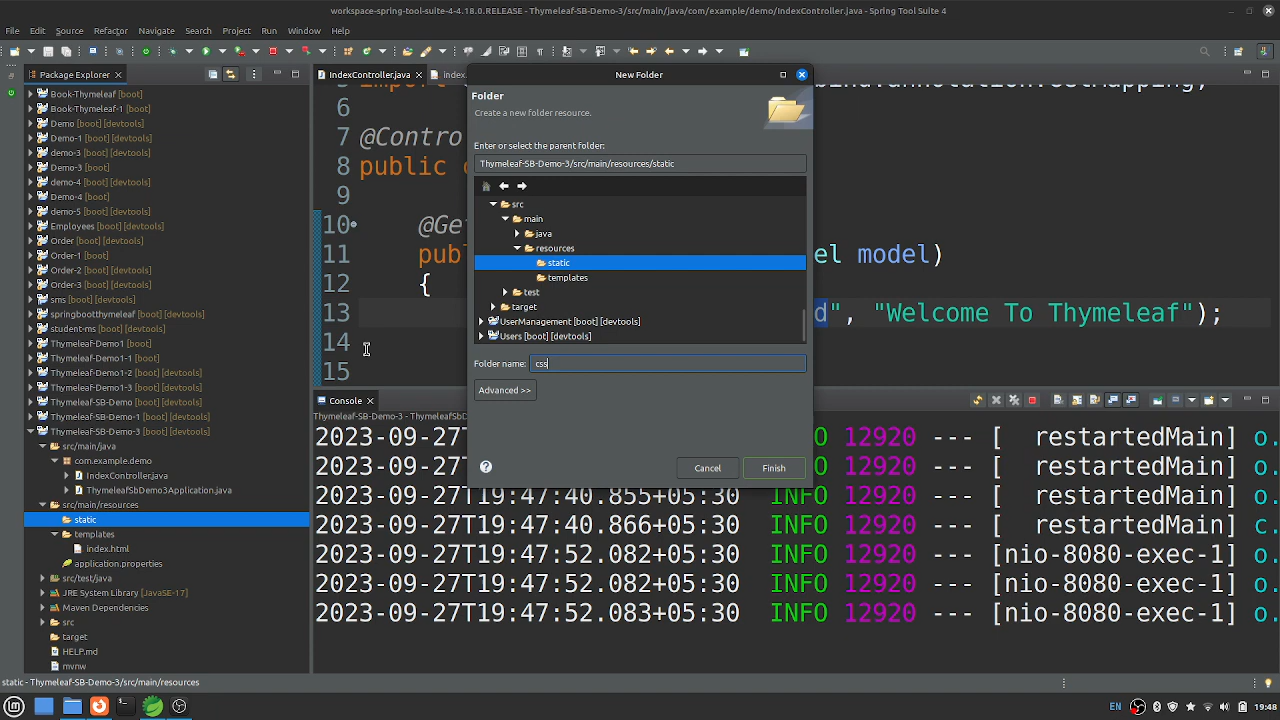 workspace-spring-tool-suite-4-4.18.0.RELEASE - Thymeleaf-SB-Demo-3/src/main/java/com/example/demo/IndexController.java - Spring Tool Suite 4
File Edit Source Refactor Navigate Search Project Run Window Help
Package Explorer
Book-Thymeleaf [boot]
Book-Thymeleaf-1 [boot]
Demo [boot] [devtools]
Demo-1 [boot] [devtools]
demo-3 [boot] [devtools]
Demo-3 [boot]
demo-4 [boot] [devtools]
Demo-4 [boot]
demo-5 [boot] [devtools]
Employees [boot] [devtools]
Order [boot] [devtools]
Order-1 [boot]
Order-2 [boot] [devtools]
Order-3 [boot] [devtools]
sms [boot] [devtools]
springbootthymeleaf [boot] [devtools]
student-ms [boot] [devtools]
Thymeleaf-Demo1 [boot] [devtools]
Thymeleaf-Demo1-1 [boot]
Thymeleaf-Demo1-2 [boot] [devtools]
Thymeleaf-Demo1-3 [boot] [devtools]
Thymeleaf-SB-Demo [boot] [devtools]
Thymeleaf-SB-Demo-1 [boot] [devtools]
Thymeleaf-SB-Demo-3 [boot] [devtools]
src/main/java
com.example.demo
IndexController.java
ThymeleafSbDemo3Application.java
src/main/resources
static
templates
index.html
application.properties
src/test/java
JRE System Library [JavaSE-17]
Maven Dependencies
src
target
HELP.md
mvnw
IndexController.java index.
6
7 @Contro
8 public
9
10 @Ge
11 pub el model)
12 {
13 d", "Welcome To Thymeleaf");
14
15
New Folder
Folder
Create a new folder resource.
Enter or select the parent folder:
Thymeleaf-SB-Demo-3/src/main/resources/static
src
main
java
resources
static
templates
test
target
UserManagement [boot] [devtools]
Users [boot] [devtools]
Folder name: css
Advanced >>
Cancel Finish
Console
Thymeleaf-SB-Demo-3 - ThymeleafSbD
2023-09-27T INFO 12920 --- [ restartedMain] o.
2023-09-27T INFO 12920 --- [ restartedMain] o.
2023-09-27T19:47:40.855+05:30 INFO 12920 --- [ restartedMain] o.
2023-09-27T19:47:40.866+05:30 INFO 12920 --- [ restartedMain] c.
2023-09-27T19:47:52.082+05:30 INFO 12920 --- [nio-8080-exec-1] o.
2023-09-27T19:47:52.083+05:30 INFO 12920 --- [nio-8080-exec-1] o.
2023-09-27T19:47:52.083+05:30 INFO 12920 --- [nio-8080-exec-1] o.
static - Thymeleaf-SB-Demo-3/src/main/resources
EN 19:48